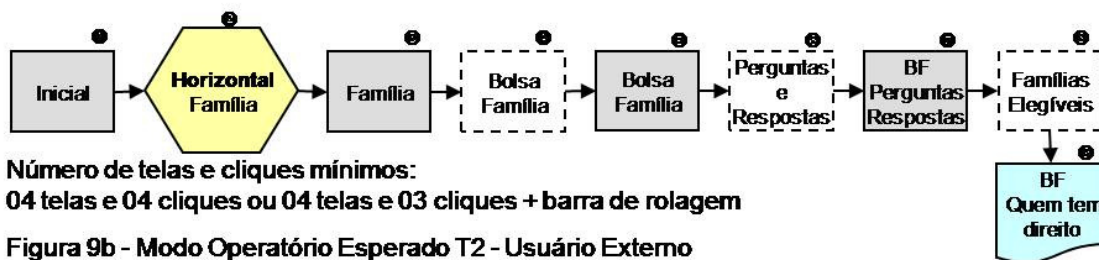 Inicial
Horizontal
Família
Família
Bolsa
Família
Bolsa
Família
Perguntas
e
Respostas
BF
Perguntas
Respostas
Famílias
Elegíveis
BF
Quem tem
direito
Número de telas e cliques mínimos:
04 telas e 04 cliques ou 04 telas e 03 cliques + barra de rolagem
Figura 9b - Modo Operatório Esperado T2 - Usuário Externo